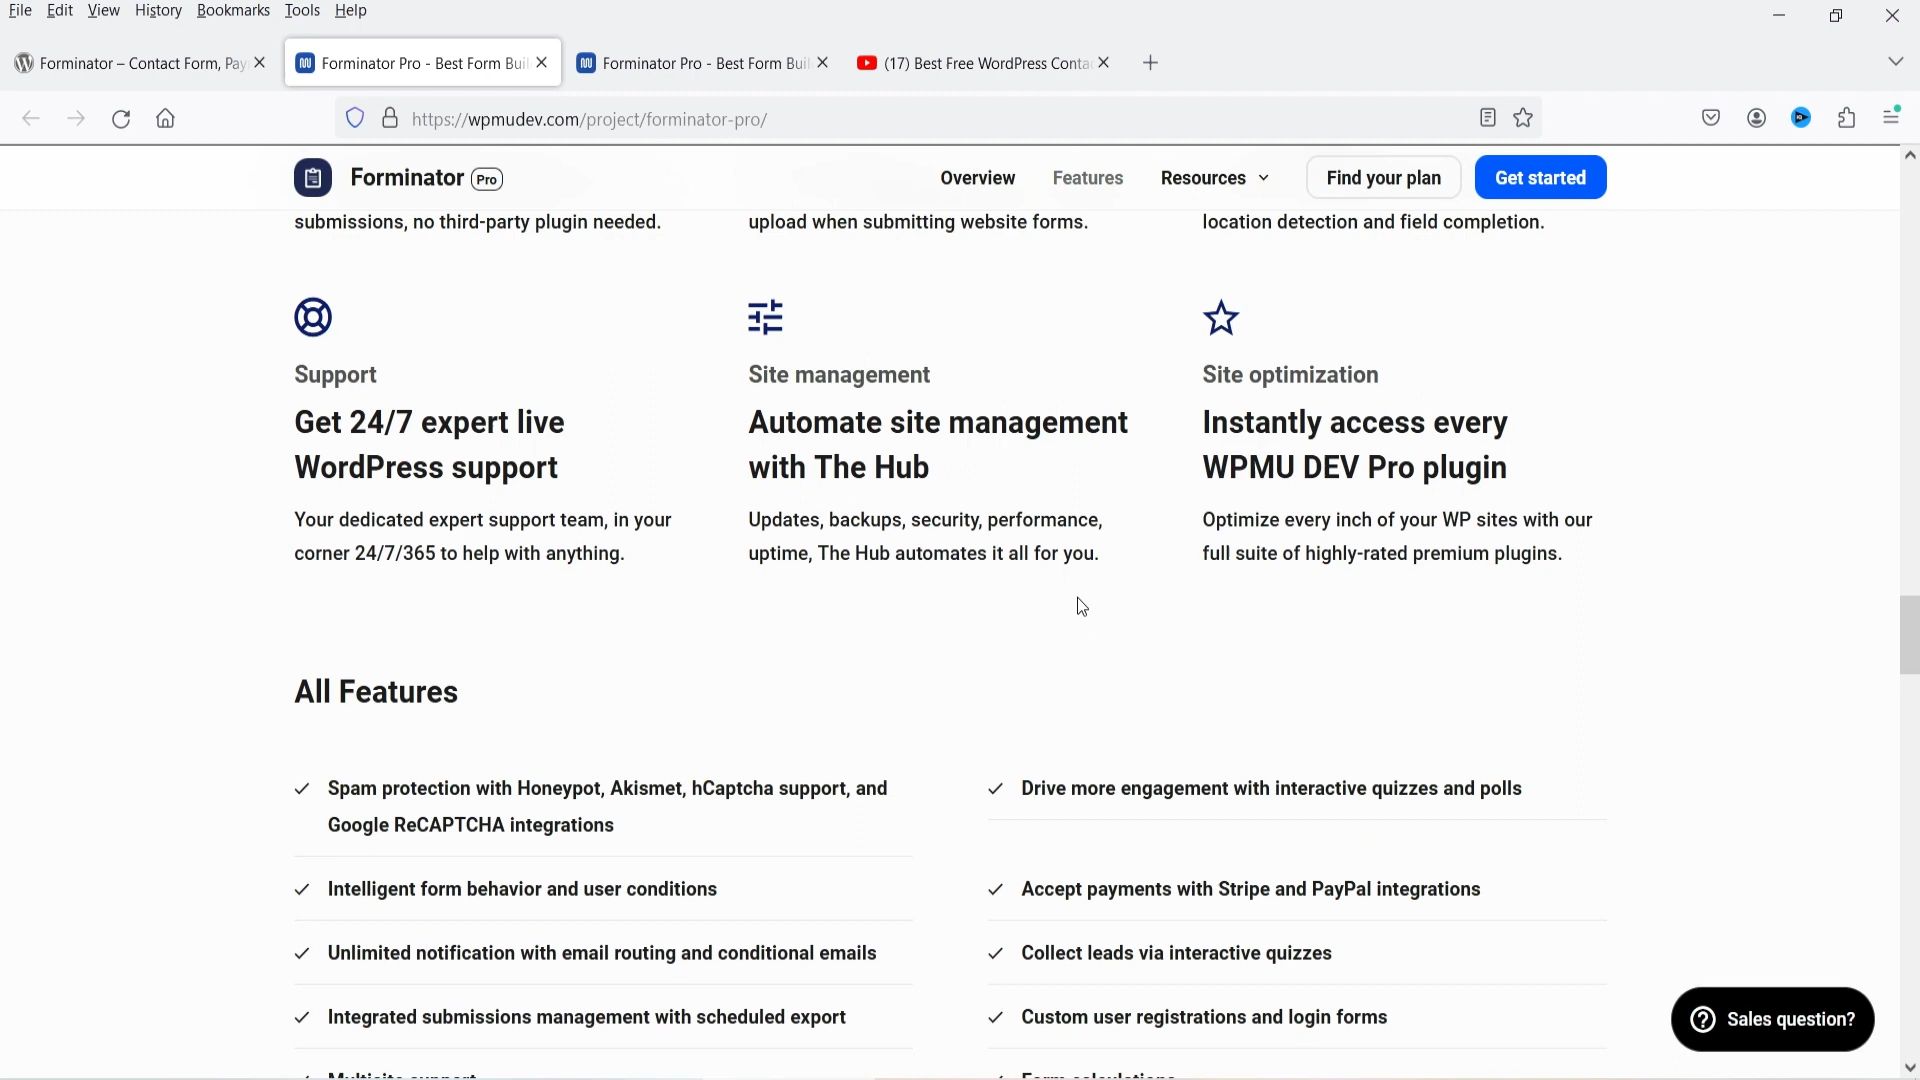 File Edit View History Bookmarks Tools Help
Forminator – Contact Form, Pay
Forminator Pro - Best Form Buil
Forminator Pro - Best Form Buil
(17) Best Free WordPress Conta
https://wpmudev.com/project/forminator-pro/
Forminator Pro
Overview
Features
Resources
Find your plan
Get started
submissions, no third-party plugin needed.
upload when submitting website forms.
location detection and field completion.
Support
Get 24/7 expert live
WordPress support
Your dedicated expert support team, in your
corner 24/7/365 to help with anything.
Site management
Automate site management
with The Hub
Updates, backups, security, performance,
uptime, The Hub automates it all for you.
Site optimization
Instantly access every
WPMU DEV Pro plugin
Optimize every inch of your WP sites with our
full suite of highly-rated premium plugins.
All Features
Spam protection with Honeypot, Akismet, hCaptcha support, and
Google ReCAPTCHA integrations
Drive more engagement with interactive quizzes and polls
Intelligent form behavior and user conditions
Accept payments with Stripe and PayPal integrations
Unlimited notification with email routing and conditional emails
Collect leads via interactive quizzes
Integrated submissions management with scheduled export
Custom user registrations and login forms
Multisite support
Form calculations
Sales question?